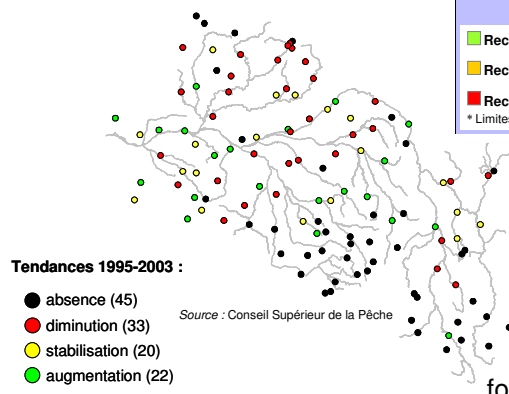 Rec
Rec
Rec
* Limites
Tendances 1995-2003 :
absence (45)
Source : Conseil Supérieur de la Pêche
diminution (33)
stabilisation (20)
augmentation (22)
fo